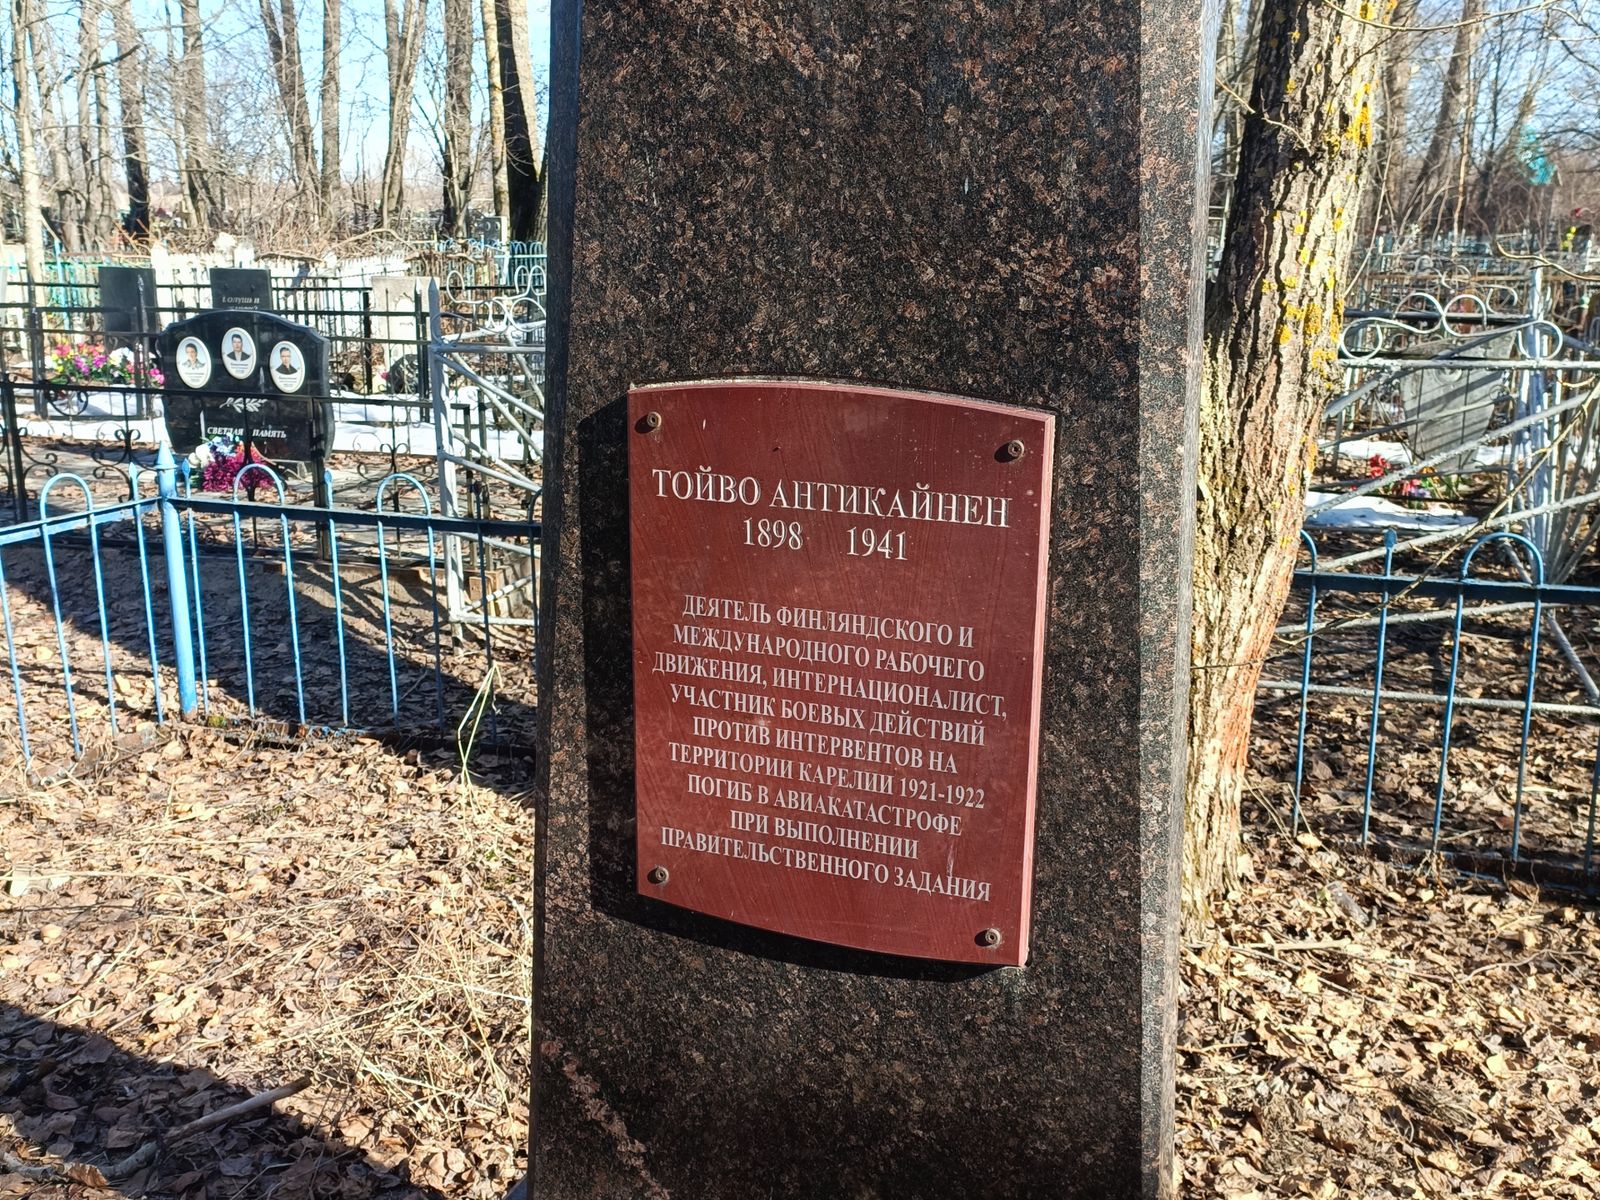 СВЕТЛАЯ ПАМЯТЬ
ТОЙВО АНТИКАЙНЕН
1898 1941
ДЕЯТЕЛЬ ФИНЛЯНДСКОГО И
МЕЖДУНАРОДНОГО РАБОЧЕГО
ДВИЖЕНИЯ, ИНТЕРНАЦИОНАЛИСТ,
УЧАСТНИК БОЕВЫХ ДЕЙСТВИЙ
ПРОТИВ ИНТЕРВЕНТОВ НА
ТЕРРИТОРИИ КАРЕЛИИ 1921-1922
ПОГИБ В АВИАКАТАСТРОФЕ
ПРИ ВЫПОЛНЕНИИ
ПРАВИТЕЛЬСТВЕННОГО ЗАДАНИЯ